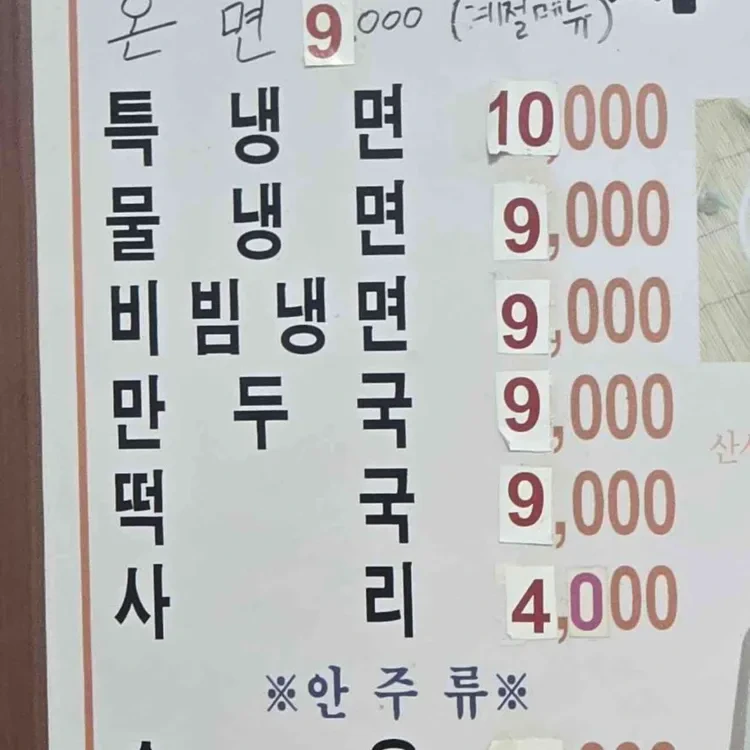 온 면 9.000 (계절메뉴)
특 냉 면 10,000
물 냉 면 9,000
비 빔 냉 면 9,000
만 두 국 9,000
떡 국 9,000
사 리 4,000
※안 주 류※